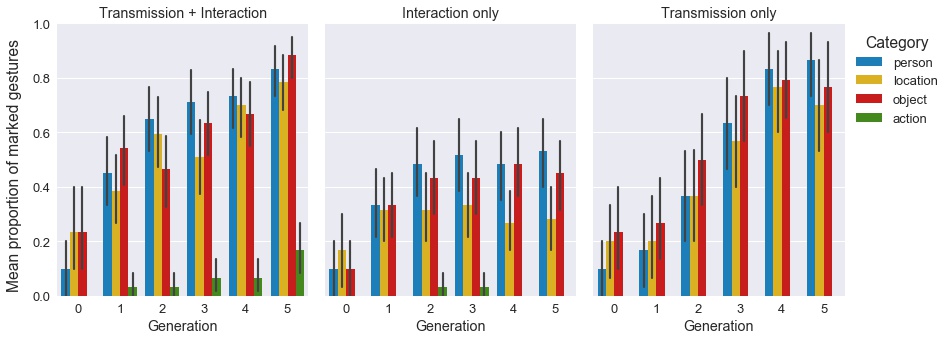 Transmission + Interaction
Interaction only
Transmission only
Mean proportion of marked gestures
1.0
0.8
0.6
0.4
0.2
0.0
0 1 2 3 4 5
0 1 2 3 4 5
0 1 2 3 4 5
Generation
Generation
Generation
Category
person
location
object
action